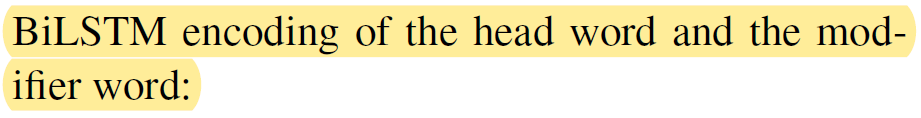 BiLSTM encoding of the head word and the mod-
ifier word: